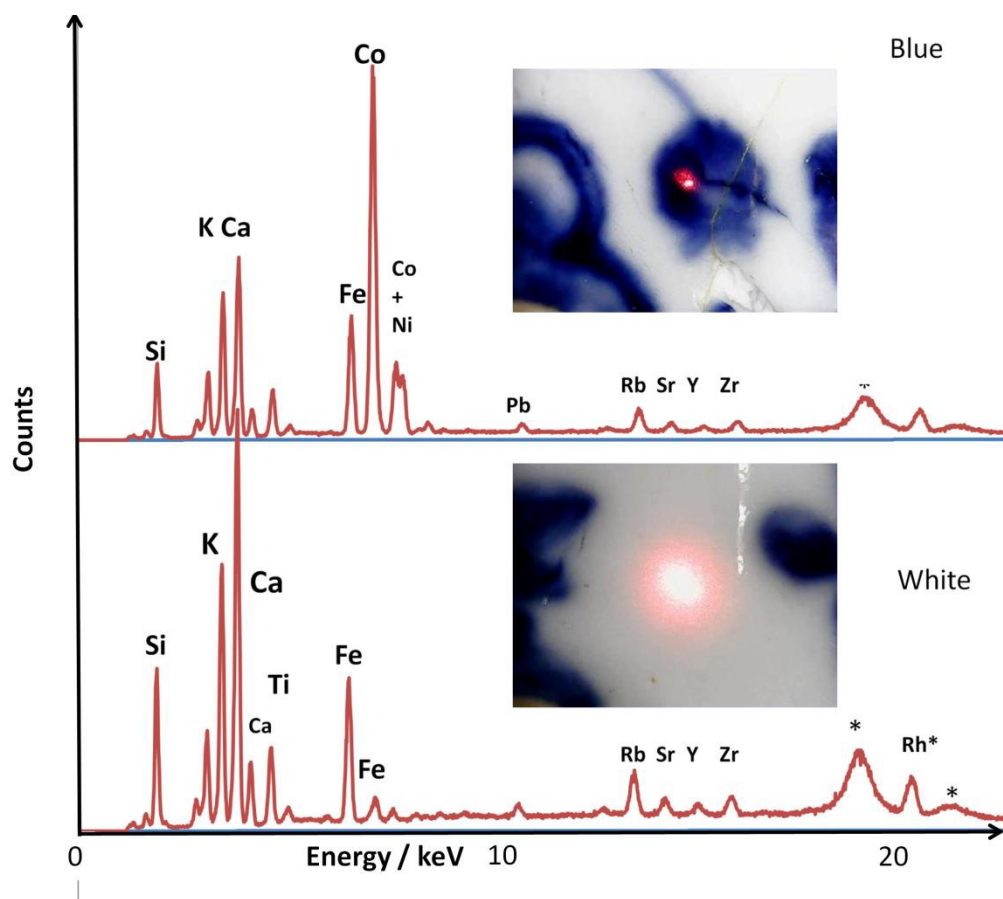 Blue
Co
K Ca
Co
+
Ni
Fe
Si
Pb
Rb Sr Y Zr
*
Counts
White
K
Ca
Si
Fe
Ti
Ca
Fe
Rb Sr Y Zr
*
Rh*
*
0
Energy / keV
10
20